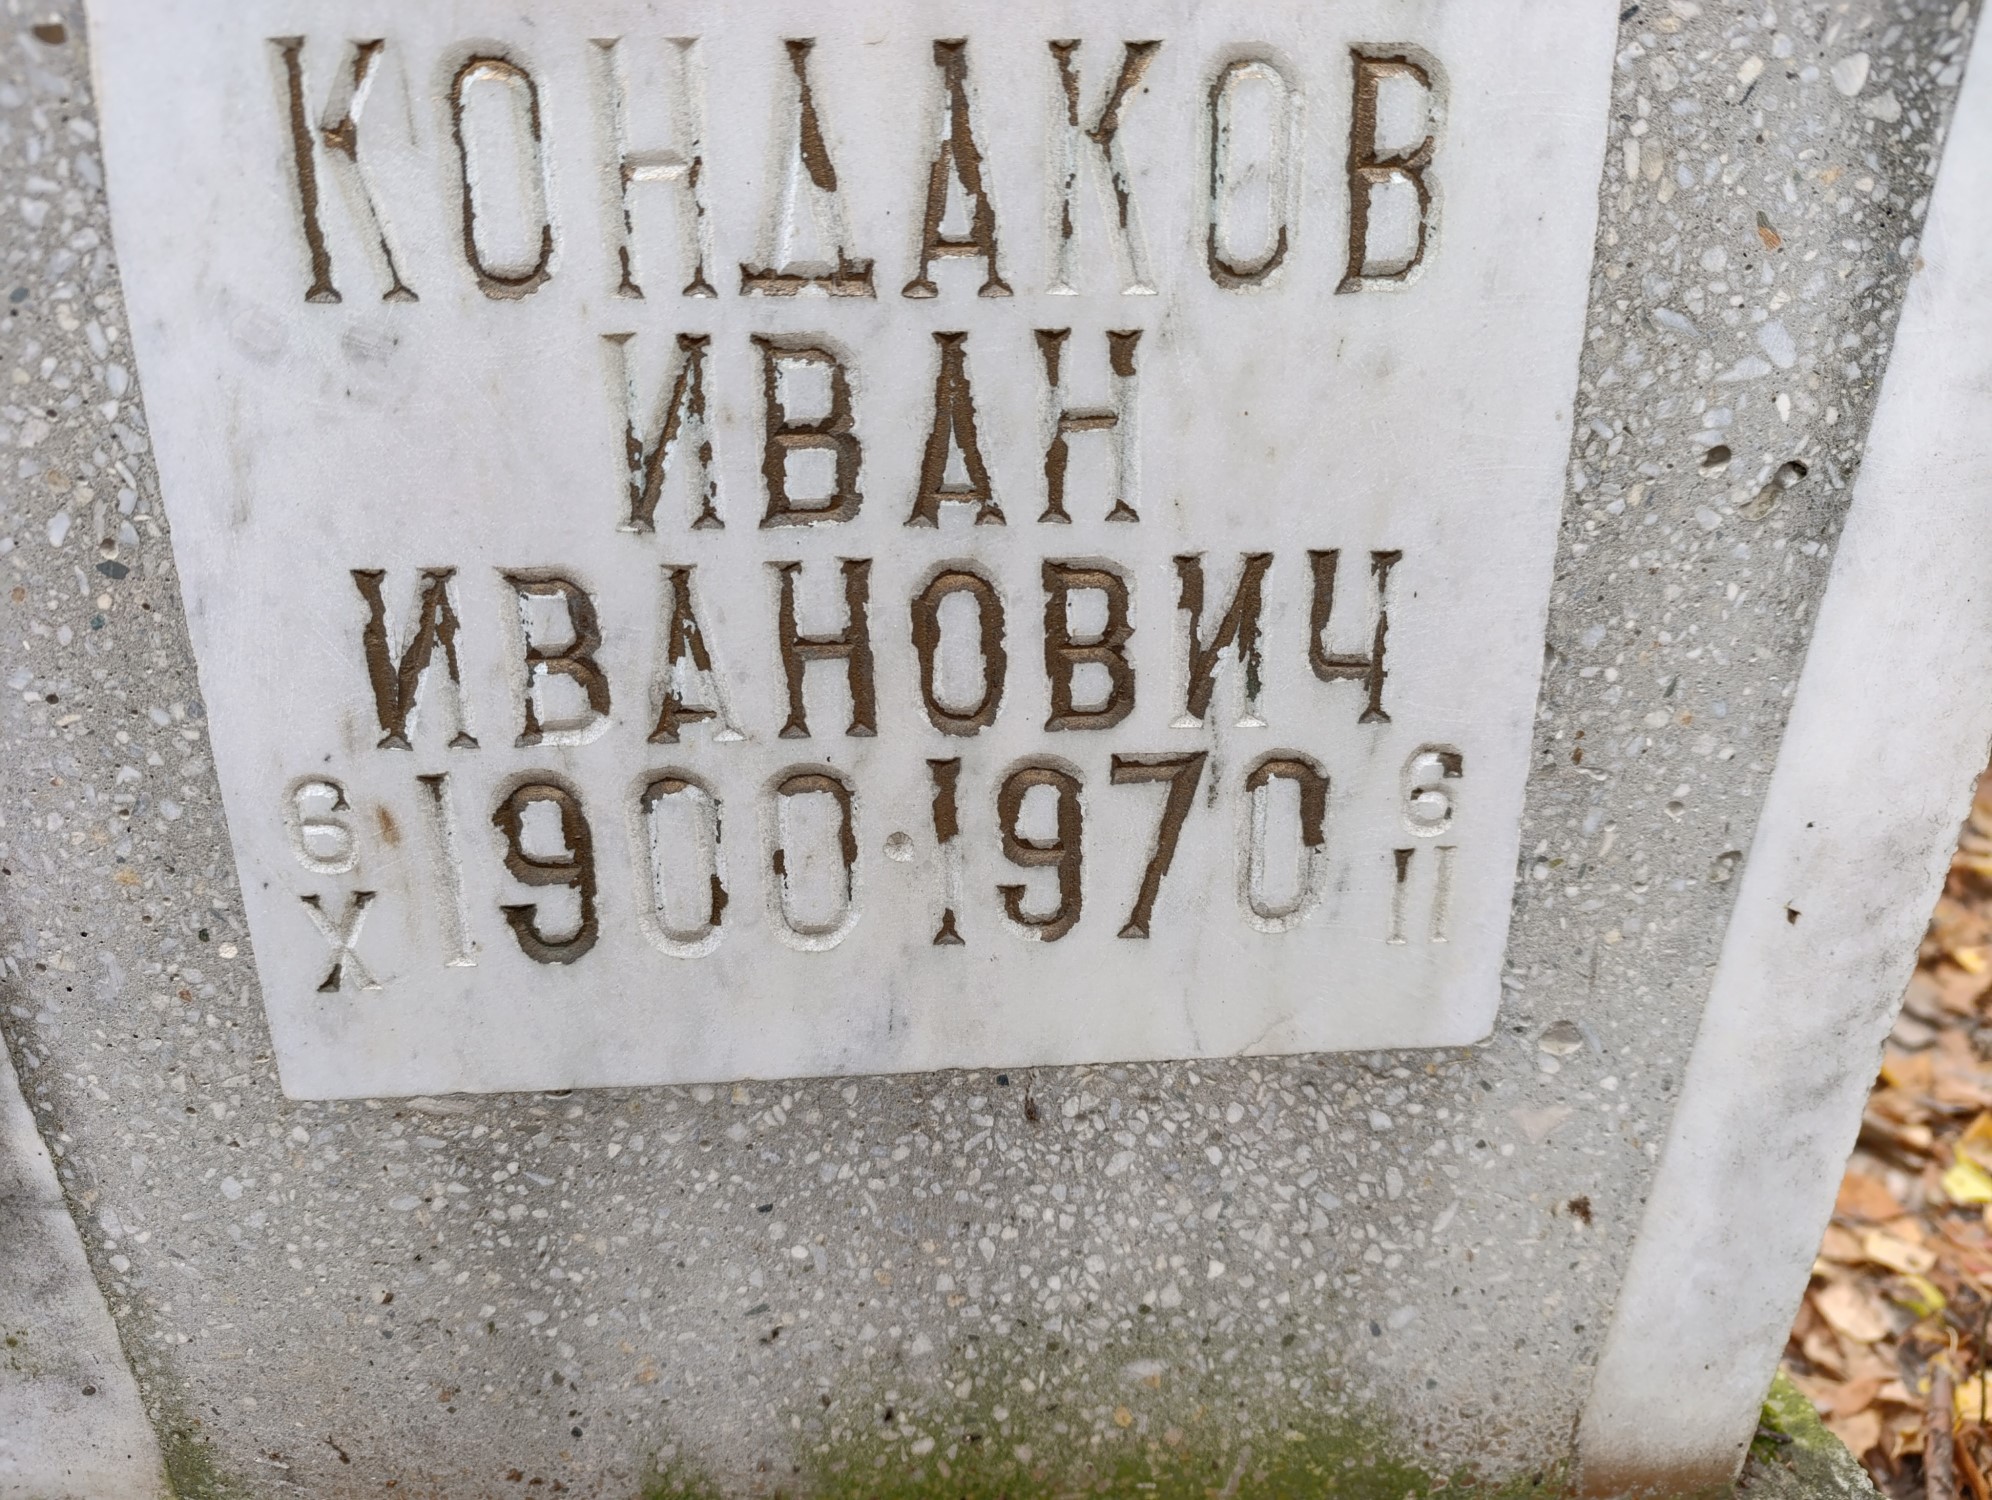 КОНДАКОВ
ИВАН
ИВАНОВИЧ
6/X 1900 · 1970 6/II